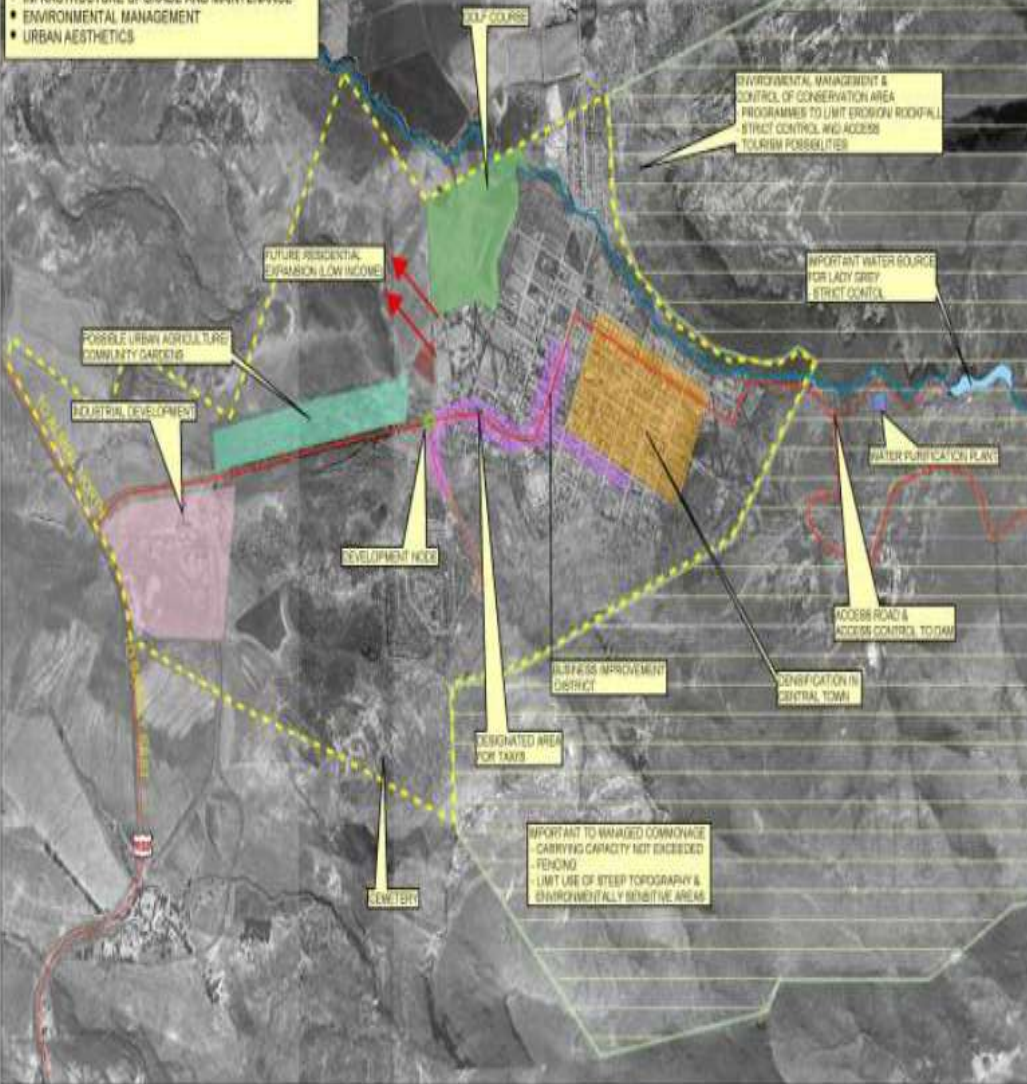 INFRASTRUCTURE UPGRADE AND MAINTENANCE
• ENVIRONMENTAL MANAGEMENT
• URBAN AESTHETICS
GOLF COURSE
ENVIRONMENTAL MANAGEMENT &
CONTROL OF CONSERVATION AREA
- PROGRAMMES TO LIMIT EROSION/ ROCKFALL
- STRICT CONTROL AND ACCESS
- TOURISM POSSIBILITIES
FUTURE RESIDENTIAL
EXPANSION (LOW INCOME)
IMPORTANT WATER SOURCE
FOR LADY GREY
- STRICT CONTOL
POSSIBLE URBAN AGRICULTURE/
COMMUNITY GARDENS
INDUSTRIAL DEVELOPMENT
WATER PURIFICATION PLANT
DEVELOPMENT NODE
ACCESS ROAD &
ACCESS CONTROL TO DAM
BUSINESS IMPROVEMENT
DISTRICT
DENSIFICATION IN
CENTRAL TOWN
DESIGNATED AREA
FOR TAXIS
IMPORTANT TO MANAGED COMMONAGE
- CARRYING CAPACITY NOT EXCEEDED
- FENCING
- LIMIT USE OF STEEP TOPOGRAPHY &
ENVIRONMENTALLY SENSITIVE AREAS
CEMETERY